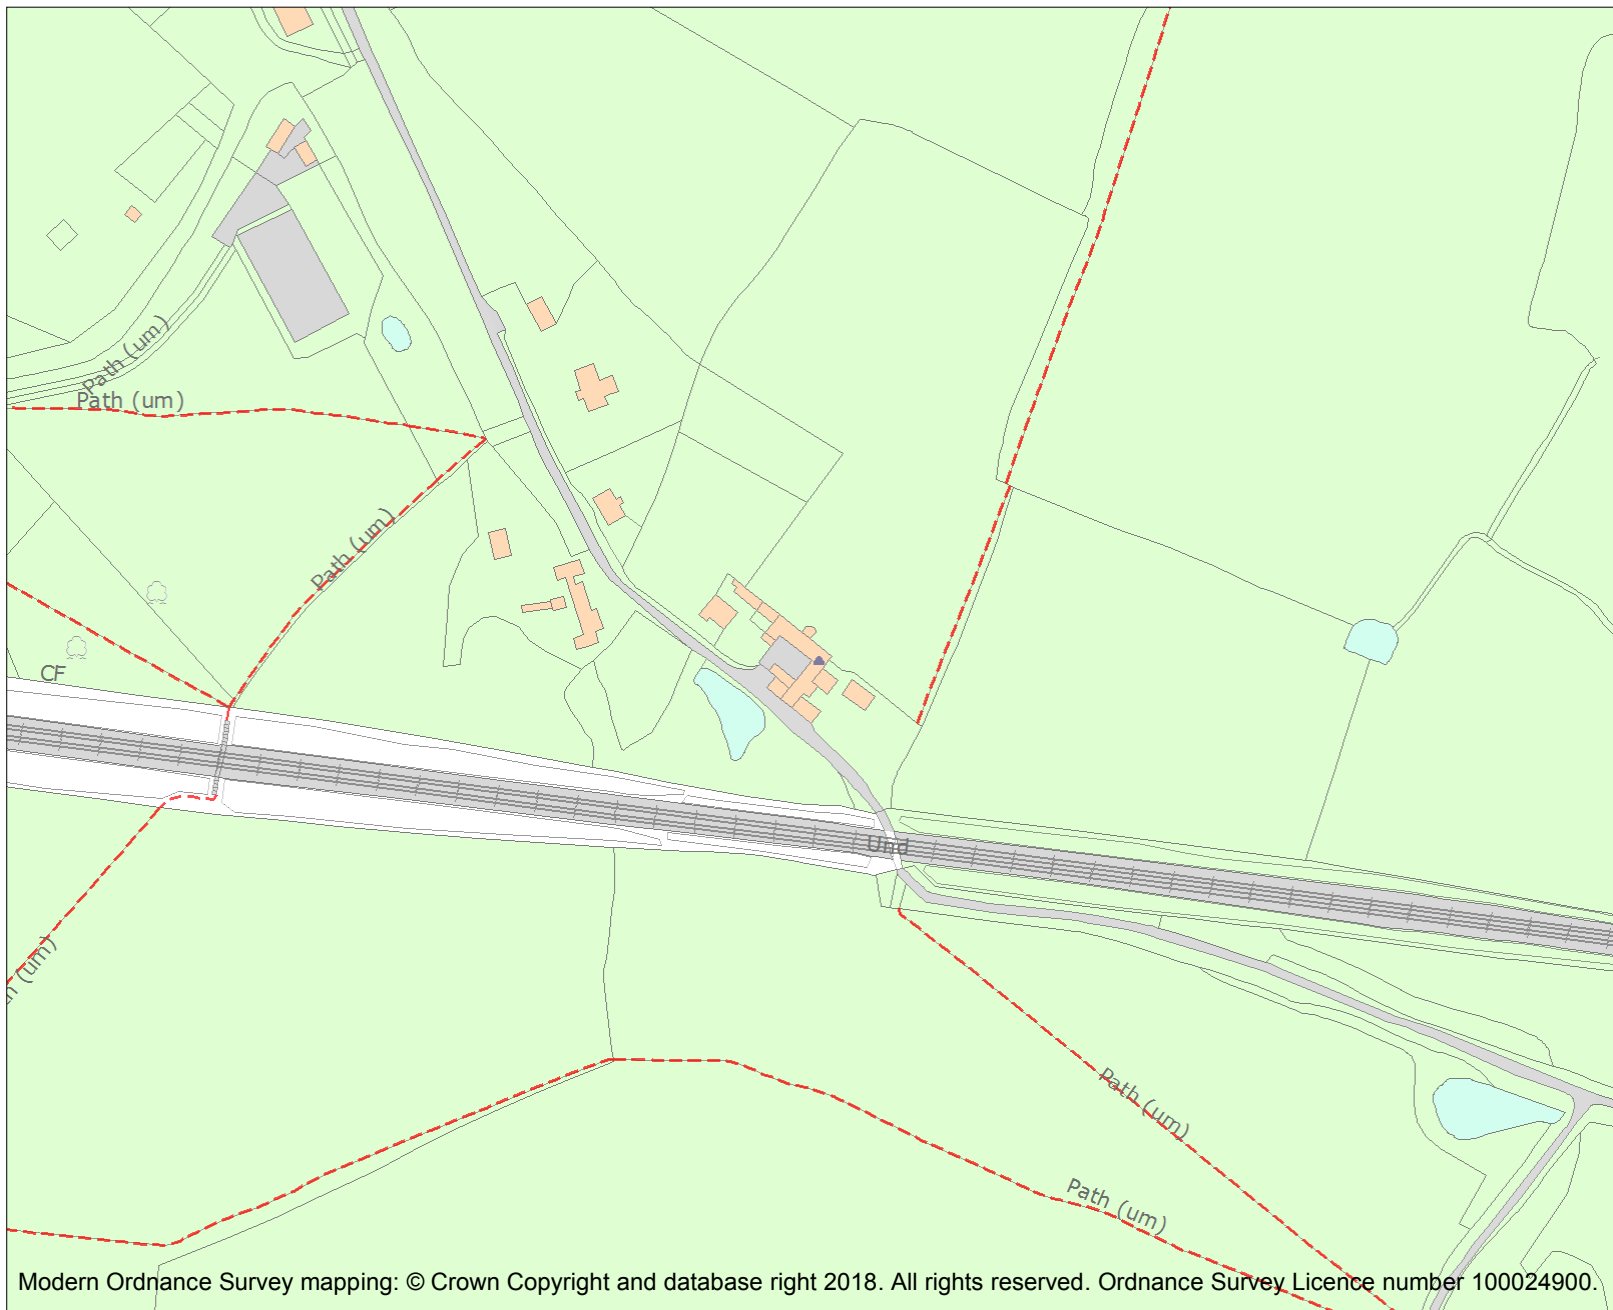 Path (um)
Path (um)
Path (um)
CF
Und
Path (um)
Path (um)
Modern Ordnance Survey mapping: © Crown Copyright and database right 2018. All rights reserved. Ordnance Survey Licence number 100024900.